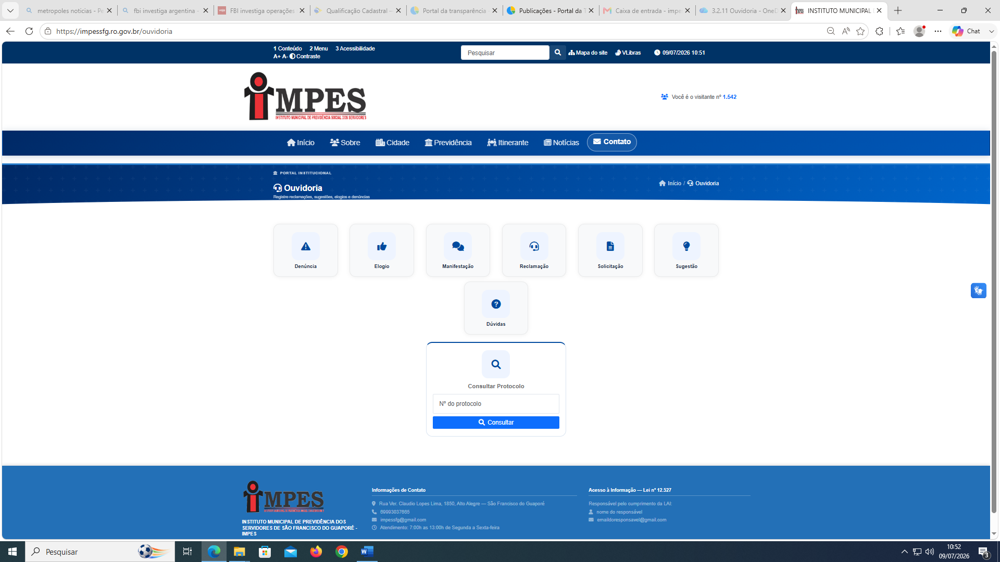 metropoles noticias - Pe
fbi investiga argentina -
veja
FBI investiga operações
Qualificação Cadastral —
Portal da transparência -
Publicações - Portal da T
Caixa de entrada - impe
3.2.11 Ouvidoria - OneD
INSTITUTO MUNICIPAL
https://impessfg.ro.gov.br/ouvidoria
Chat
1 Conteúdo 2 Menu 3 Acessibilidade
A+ A- Contraste
Pesquisar
Mapa do site
VLibras
09/07/2026 10:51
IMPES
INSTITUTO MUNICIPAL DE PREVIDÊNCIA SOCIAL DOS SERVIDORES
Você é o visitante nº 1.542
Início
Sobre
Cidade
Previdência
Itinerante
Notícias
Contato
PORTAL INSTITUCIONAL
Ouvidoria
Registre reclamações, sugestões, elogios e denúncias
Início / Ouvidoria
Denúncia
Elogio
Manifestação
Reclamação
Solicitação
Sugestão
Dúvidas
Consultar Protocolo
Nº do protocolo
Consultar
IMPES
INSTITUTO MUNICIPAL DE PREVIDÊNCIA DOS
SERVIDORES DE SÃO FRANCISCO DO GUAPORÉ -
IMPES
Informações de Contato
Rua Ver. Claudio Lopes Lima, 1850, Alto Alegre — São Francisco do Guaporé
69993037665
impessfg@gmail.com
Atendimento: 7:00h as 13:00h de Segunda a Sexta-feira
Acesso à Informação — Lei nº 12.527
Responsável pelo cumprimento da LAI:
nome do responsável
emaildoresponsavel@gmail.com
Pesquisar
10:52
09/07/2026
3